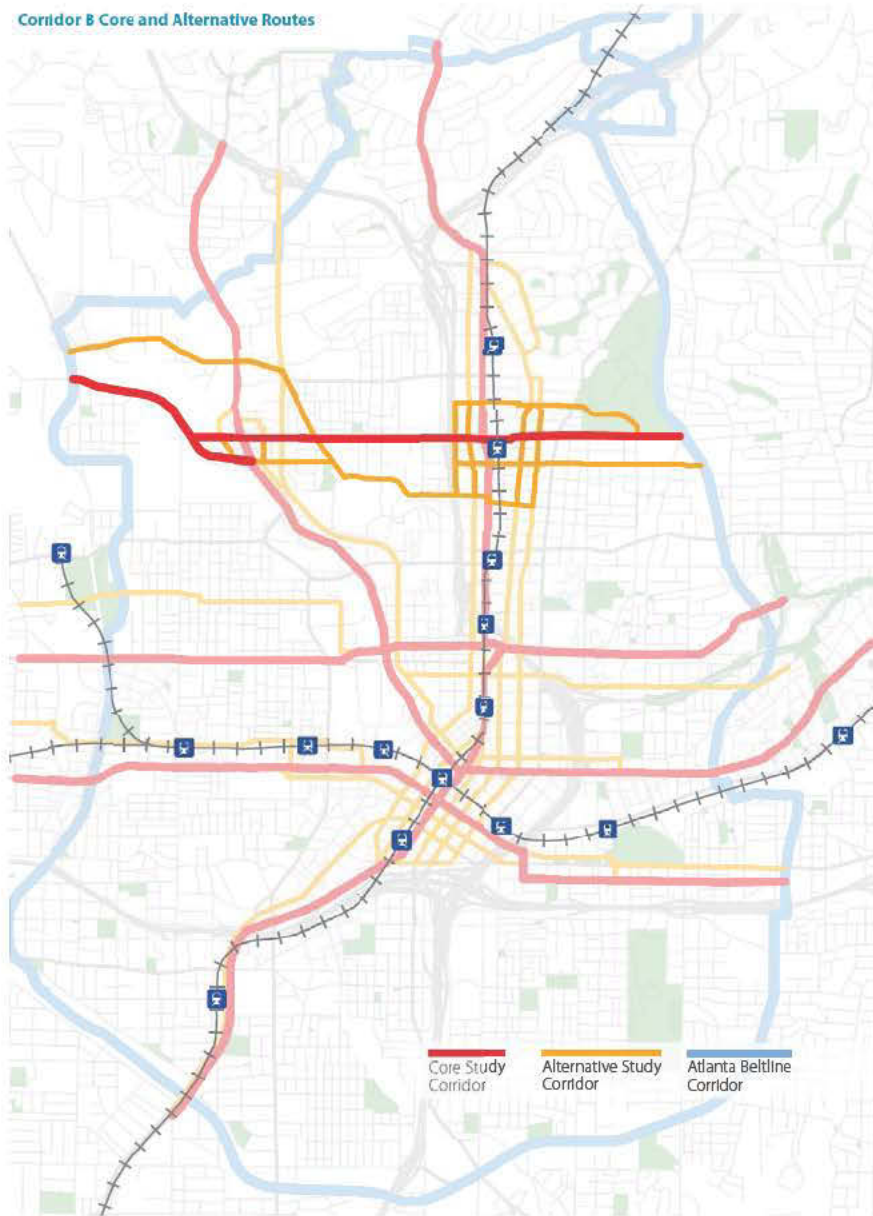 Corridor B Core and Alternative Routes
Core Study
Corridor
Alternative Study
Corridor
Atlanta Beltline
Corridor